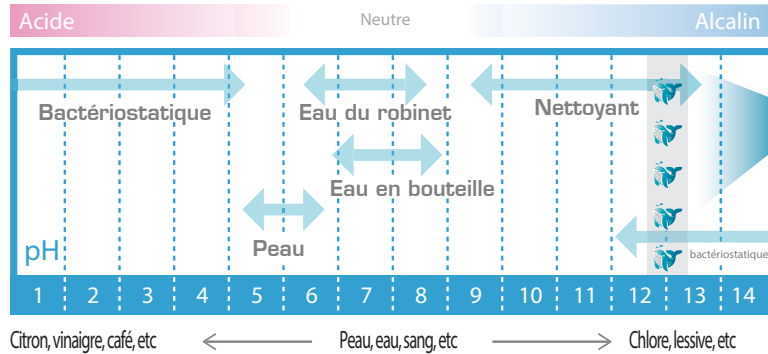 Acide Neutre Alcalin
Bactériostatique Eau du robinet Nettoyant
Eau en bouteille
Peau
pH bactériostatique
1 2 3 4 5 6 7 8 9 10 11 12 13 14
Citron, vinaigre, café, etc Peau, eau, sang, etc Chlore, lessive, etc